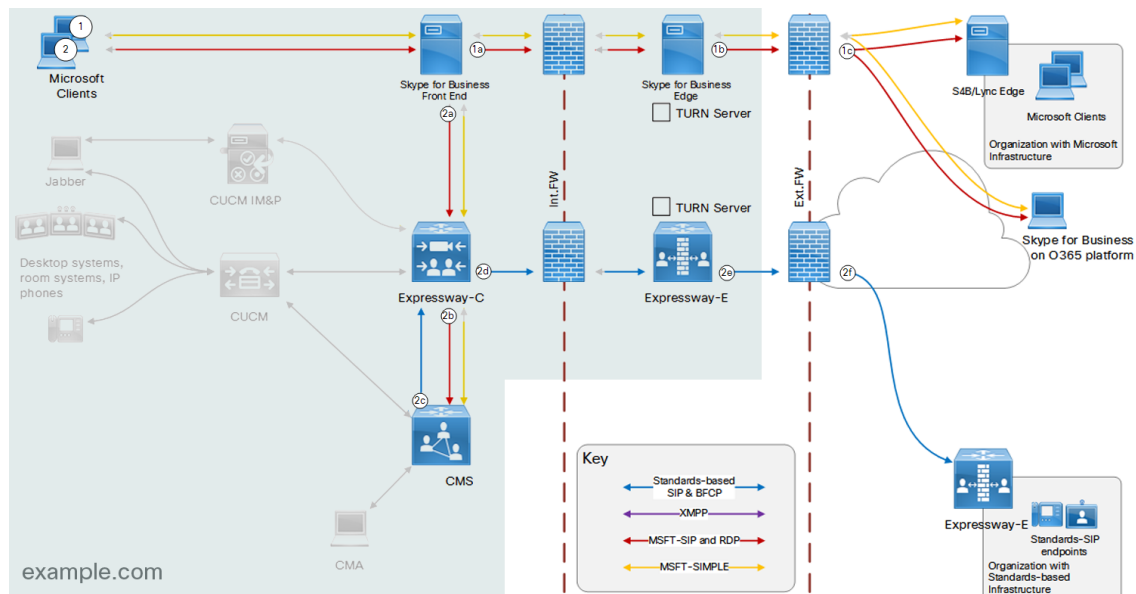 1
2
Microsoft
Clients
1a
1b
1c
Skype for Business
Front End
Skype for Business
Edge
S4B/Lync Edge
Microsoft Clients
Organization with Microsoft
Infrastructure
2a
TURN Server
Jabber
CUCM IM&P
Int.FW
Ext.FW
TURN Server
Skype for Business
on O365 platform
Desktop systems,
room systems, IP
phones
CUCM
2d
2e
2f
Expressway-C
Expressway-E
2b
2c
CMS
CMA
example.com
Key
Standards-based
SIP & BFCP
XMPP
MSFT-SIP and RDP
MSFT-SIMPLE
Expressway-E
Standards-SIP
endpoints
Organization with
Standards-based
Infrastructure